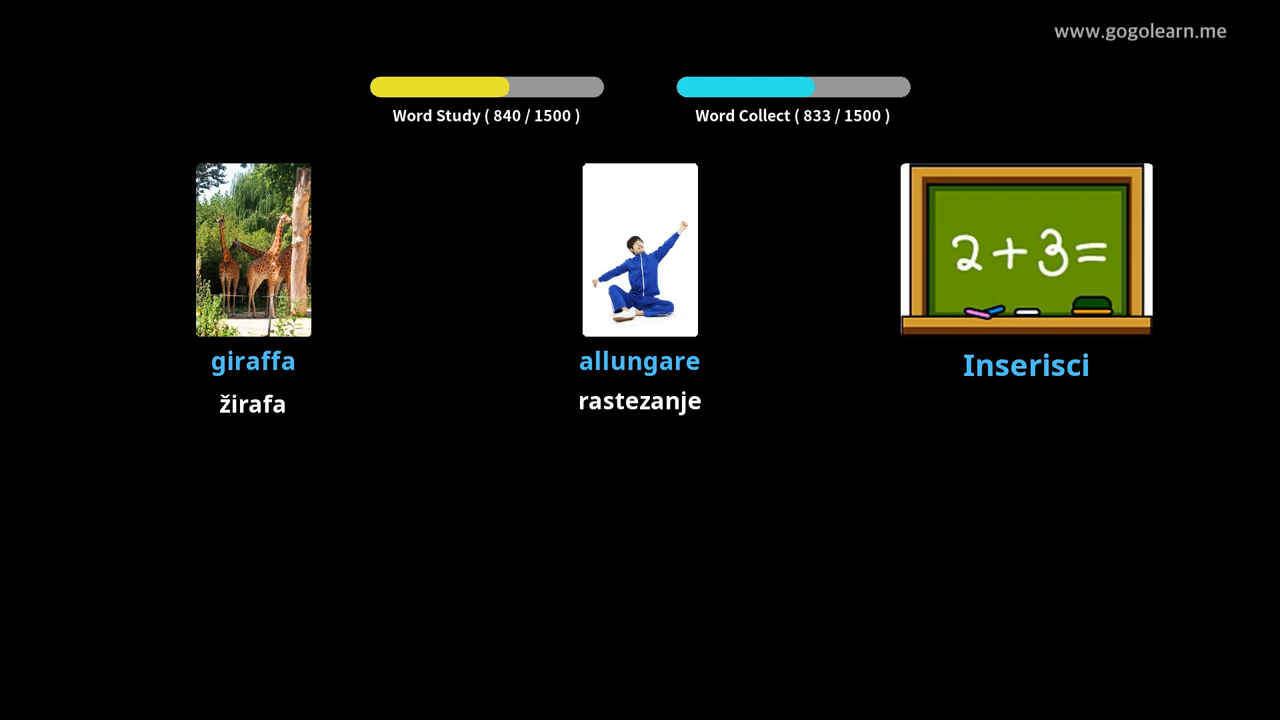 www.gogolearn.me
Word Study ( 840 / 1500 )
Word Collect ( 833 / 1500 )
2+3=
giraffa
allungare
Inserisci
žirafa
rastezanje